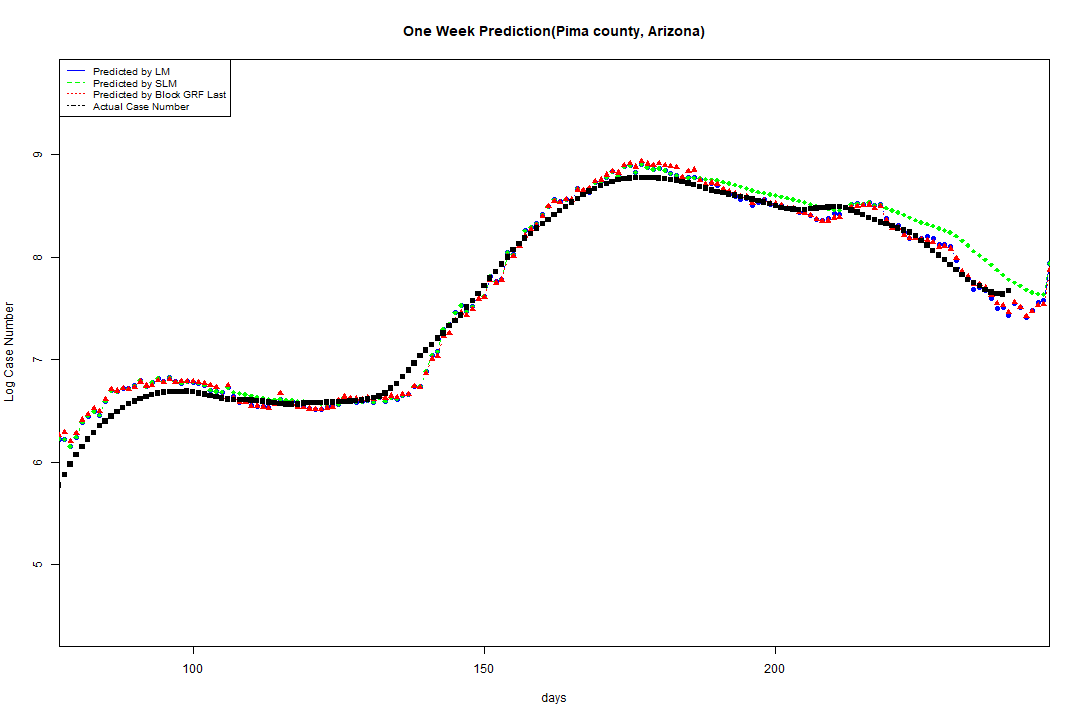 One Week Prediction(Pima county, Arizona)
Predicted by LM
Predicted by SLM
Predicted by Block GRF Last
Actual Case Number
Log Case Number
9
8
7
6
5
100
150
200
days